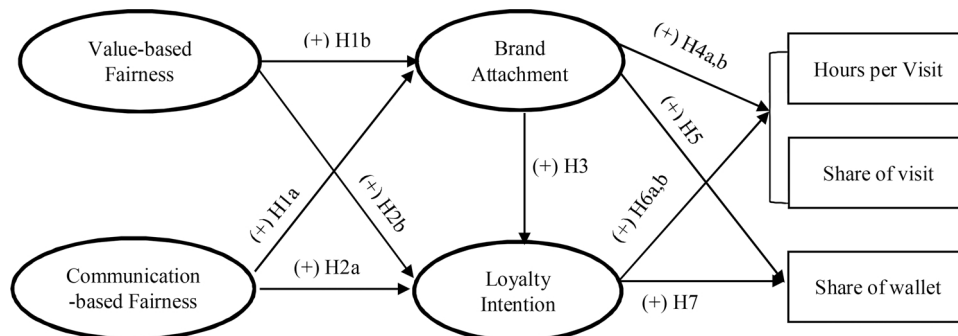 Value-based
Fairness
(+) H1b
Brand
Attachment
(+) H4a,b
Hours per Visit
(+) H5
Share of visit
(+) H3
(+) H1a
(+) H2b
(+) H6a,b
Communication
-based Fairness
(+) H2a
Loyalty
Intention
(+) H7
Share of wallet